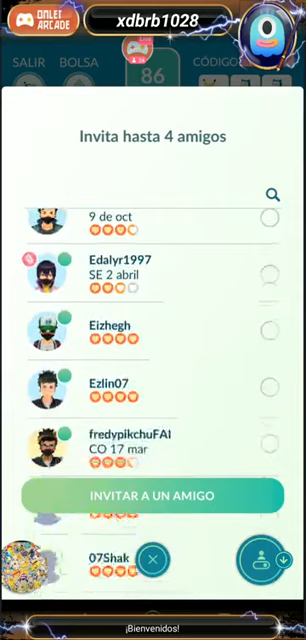 OMLET
ARCADE
xdbrb1028
SALIR
BOLSA
86
CÓDIGO
Invita hasta 4 amigos
9 de oct
Edalyr1997
SE 2 abril
Eizhegh
Ezlin07
fredypikchuFAI
CO 17 mar
INVITAR A UN AMIGO
07Shak
¡Bienvenidos!